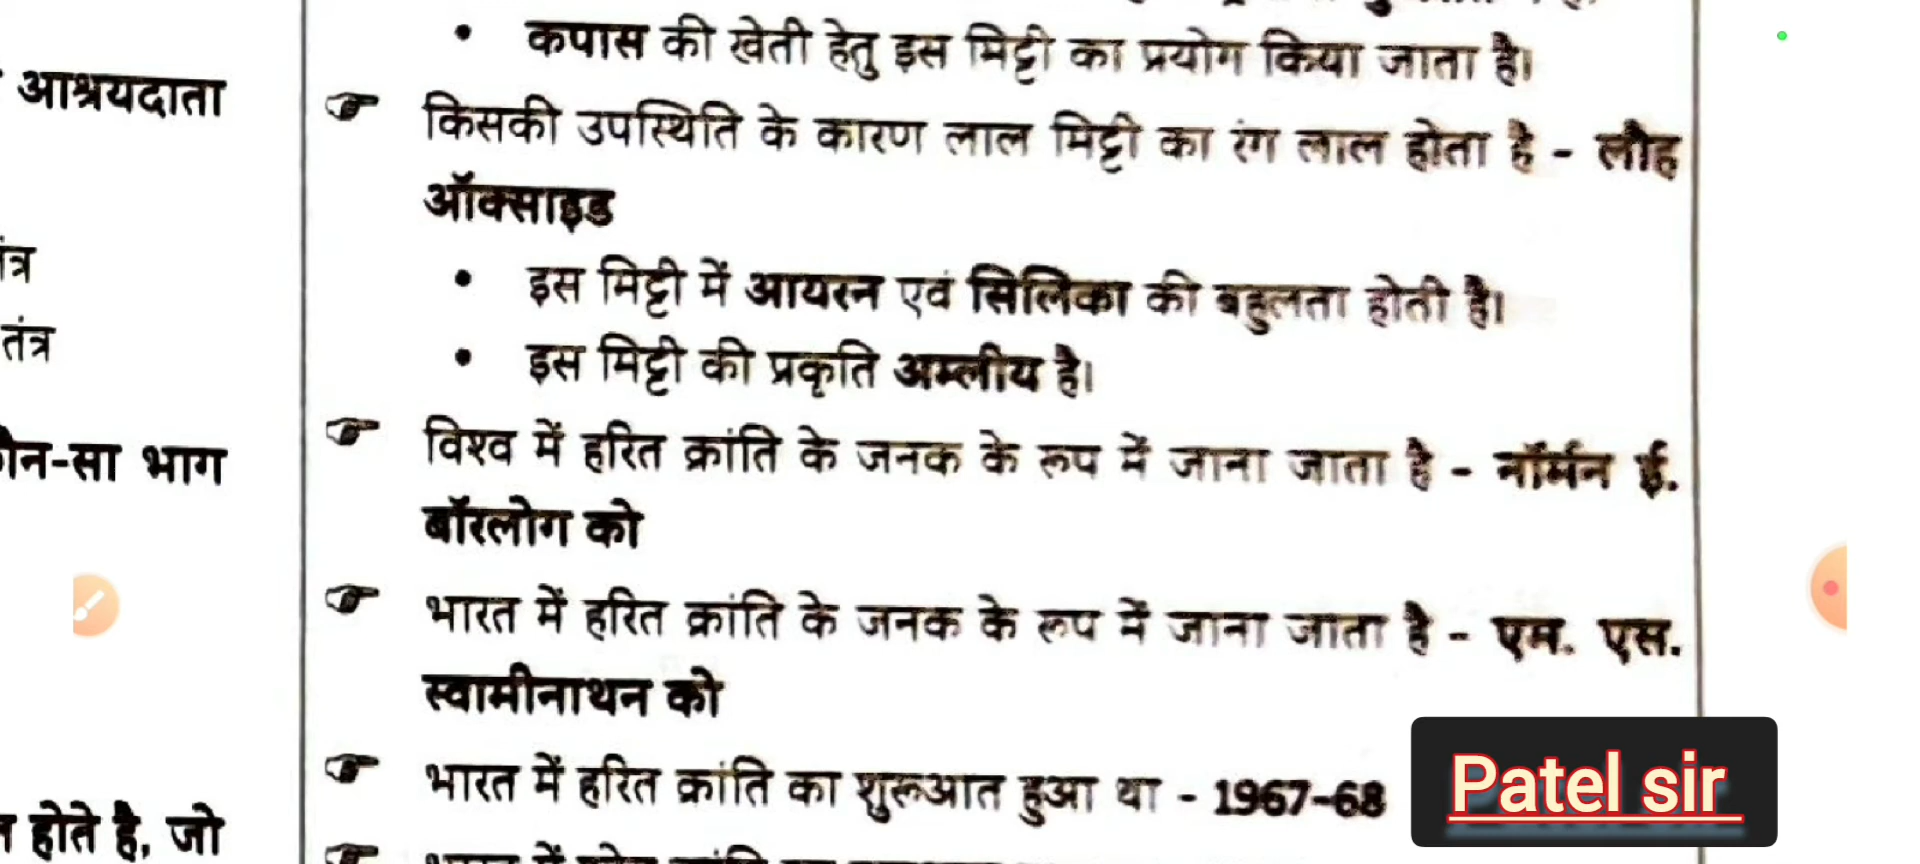 आश्रयदाता
तंत्र
भाग
होते है, जो
• कपास की खेती हेतु इस मिट्टी का प्रयोग किया जाता है।
☞ किसकी उपस्थिति के कारण लाल मिट्टी का रंग लाल होता है - लौह
ऑक्साइड
• इस मिट्टी में आयरन एवं सिलिका की बहुलता होती है।
• इस मिट्टी की प्रकृति अम्लीय है।
☞ विश्व में हरित क्रांति के जनक के रूप में जाना जाता है - नॉर्मन ई.
बॉरलोग को
☞ भारत में हरित क्रांति के जनक के रूप में जाना जाता है - एम. एस.
स्वामीनाथन को
☞ भारत में हरित क्रांति का शुरूआत हुआ था - 1967-68
Patel sir